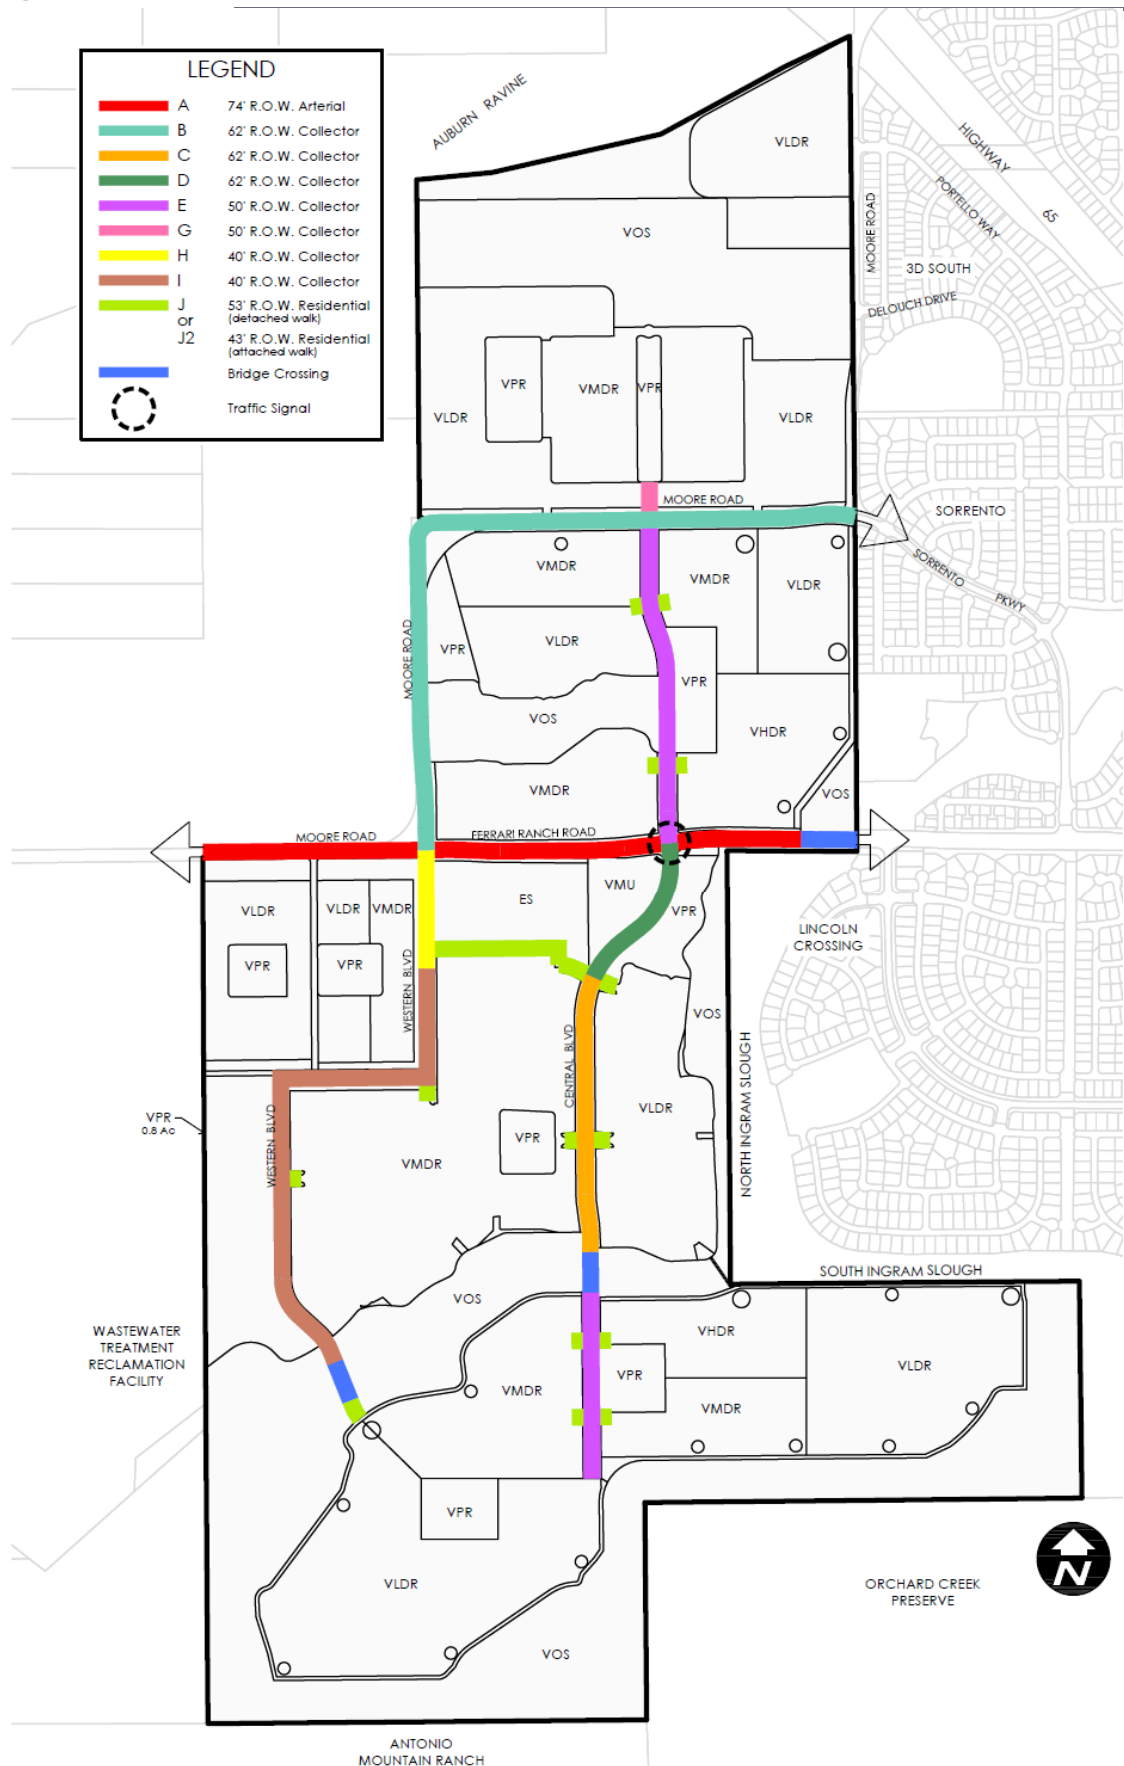 LEGEND
A 74' R.O.W. Arterial
B 62' R.O.W. Collector
C 62' R.O.W. Collector
D 62' R.O.W. Collector
E 50' R.O.W. Collector
G 50' R.O.W. Collector
H 40' R.O.W. Collector
I 40' R.O.W. Collector
J 53' R.O.W. Residential
(detached walk)
or
J2 43' R.O.W. Residential
(attached walk)
Bridge Crossing
Traffic Signal
AUBURN RAVINE
VLDR
HIGHWAY
65
PORTELLO WAY
MOORE ROAD
VOS
3D SOUTH
DELOUCH DRIVE
VPR
VMDR
VPR
VLDR
VLDR
MOORE ROAD
SORRENTO
SORRENTO
PKWY
VMDR
VMDR
VLDR
MOORE ROAD
VPR
VLDR
VPR
VOS
VHDR
VMDR
VOS
MOORE ROAD
FERRARI RANCH ROAD
ES
VMU
VPR
VLDR
VLDR
VMDR
LINCOLN
CROSSING
VPR
VPR
WESTERN BLVD
VOS
CENTRAL BLVD
NORTH INGRAM SLOUGH
VPR
0.8 Ac
WESTERN BLVD
VLDR
VPR
VMDR
SOUTH INGRAM SLOUGH
VOS
WASTEWATER
TREATMENT
RECLAMATION
FACILITY
VHDR
VLDR
VPR
VMDR
VMDR
VPR
N
VLDR
ORCHARD CREEK
PRESERVE
VOS
ANTONIO
MOUNTAIN RANCH